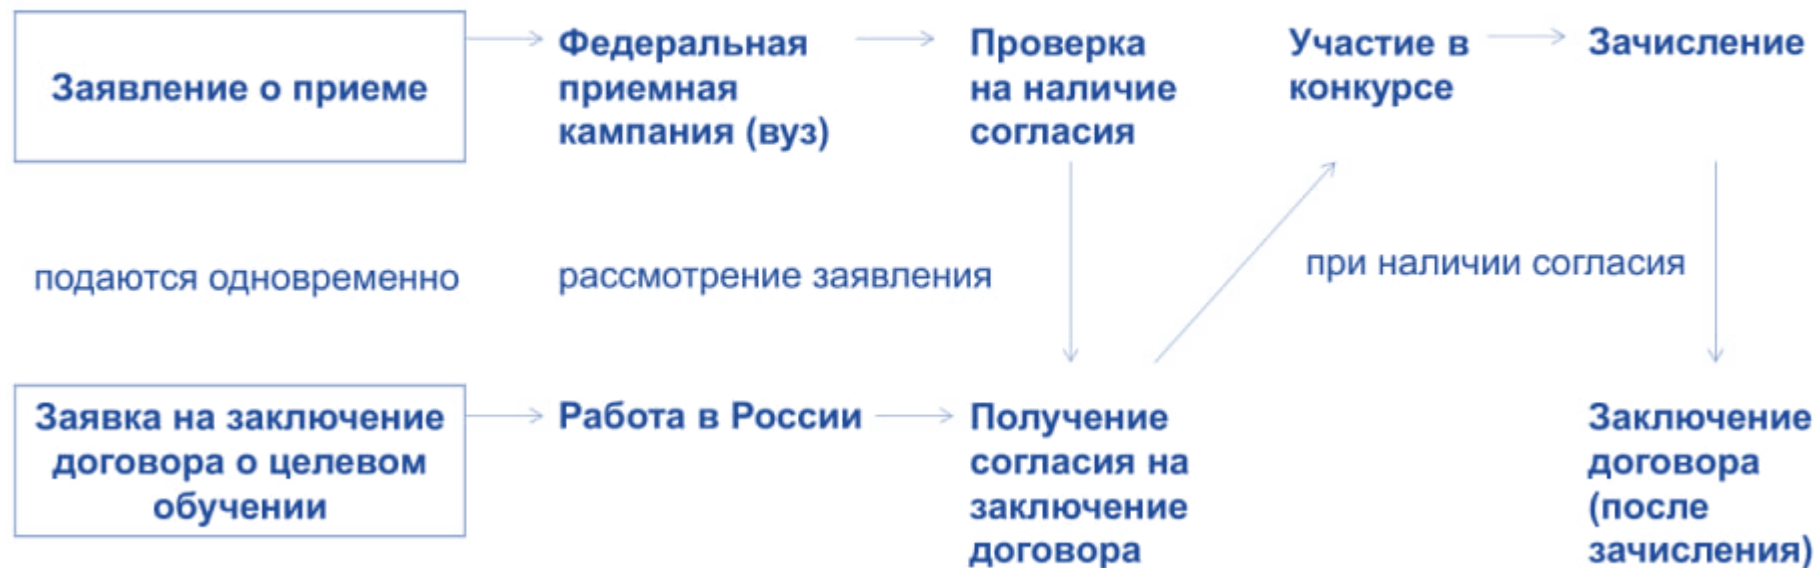 Заявление о приеме
Федеральная
приемная
кампания (вуз)
Проверка
на наличие
согласия
Участие в
конкурсе
Зачисление
подаются одновременно
рассмотрение заявления
при наличии согласия
Заявка на заключение
договора о целевом
обучении
Работа в России
Получение
согласия на
заключение
договора
Заключение
договора
(после
зачисления)